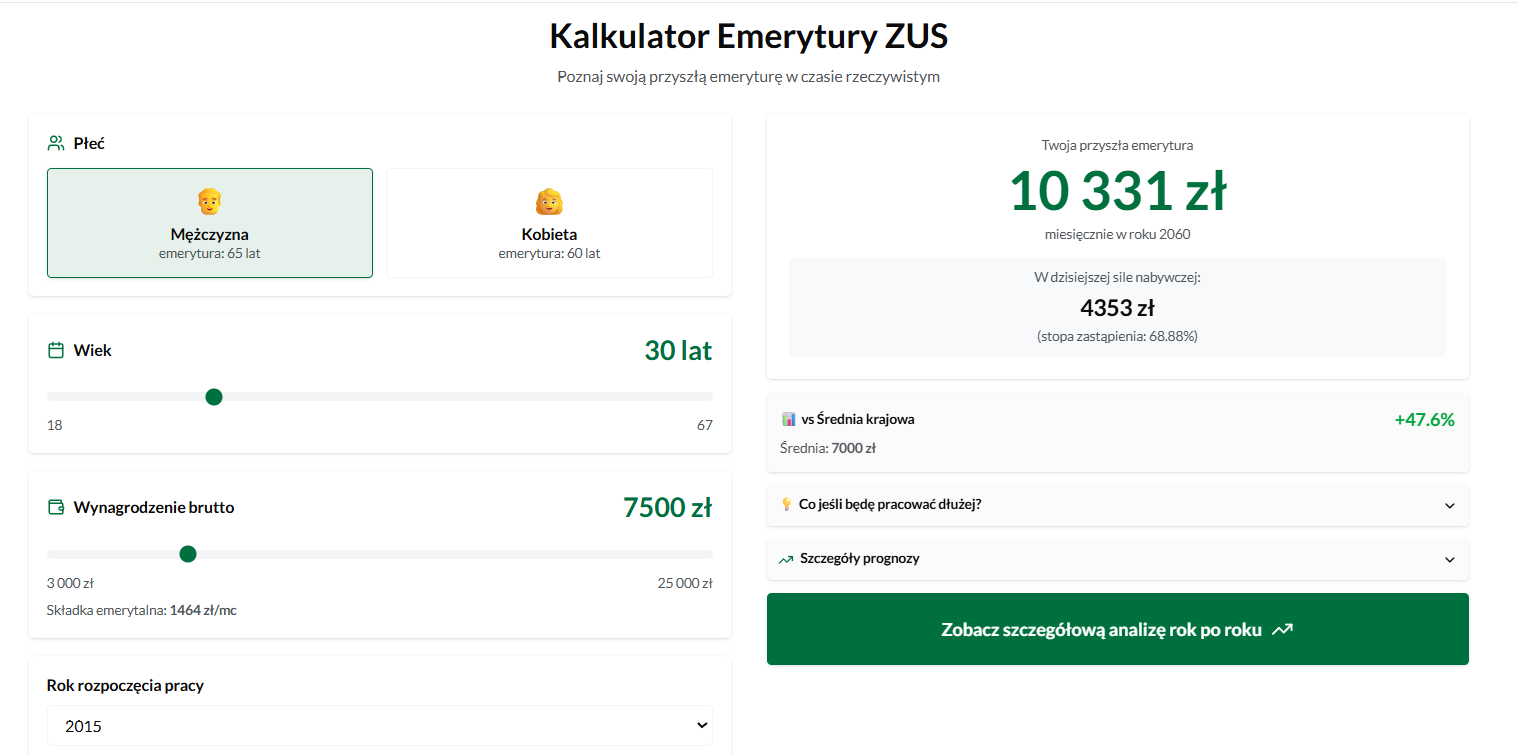 Kalkulator Emerytury ZUS
Poznaj swoją przyszłą emeryturę w czasie rzeczywistym
Płeć
Mężczyzna
emerytura: 65 lat
Kobieta
emerytura: 60 lat
Wiek
30 lat
18
67
Wynagrodzenie brutto
7500 zł
3 000 zł
25 000 zł
Składka emerytalna: 1464 zł/mc
Rok rozpoczęcia pracy
2015
Twoja przyszła emerytura
10 331 zł
miesięcznie w roku 2060
W dzisiejszej sile nabywczej:
4353 zł
(stopa zastąpienia: 68.88%)
vs Średnia krajowa
+47.6%
Średnia: 7000 zł
Co jeśli będę pracować dłużej?
Szczegóły prognozy
Zobacz szczegółową analizę rok po roku